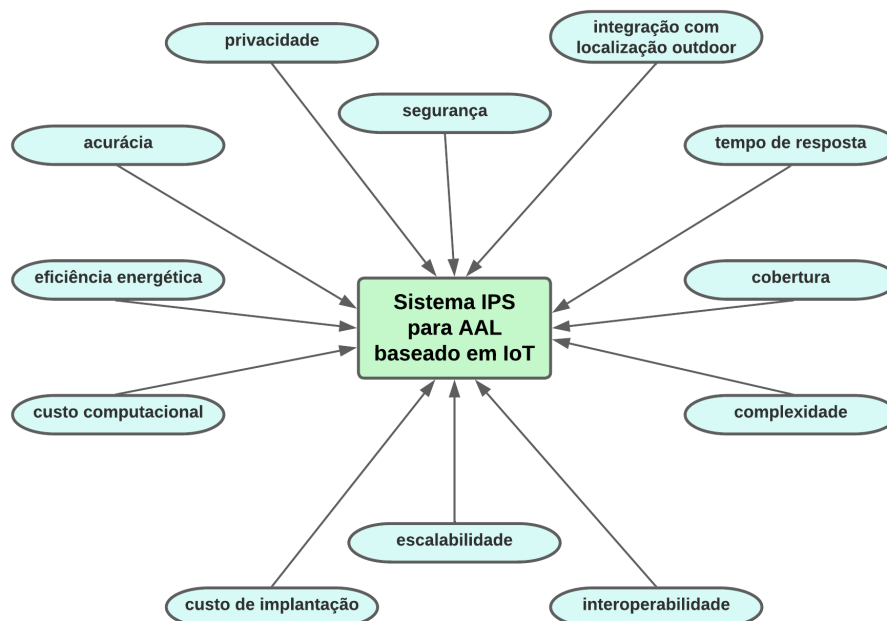 privacidade
integração com
localização outdoor
segurança
acurácia
tempo de resposta
eficiência energética
cobertura
Sistema IPS
para AAL
baseado em IoT
custo computacional
complexidade
escalabilidade
custo de implantação
interoperabilidade